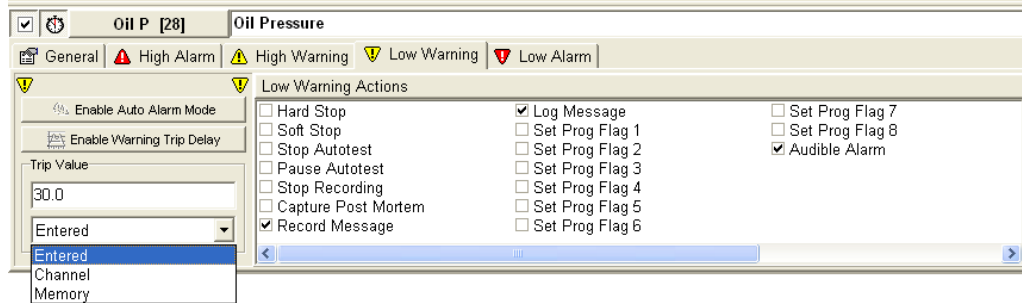 Oil P [28] Oil Pressure
General High Alarm High Warning Low Warning Low Alarm
Low Warning Actions
Enable Auto Alarm Mode
Enable Warning Trip Delay
Trip Value
30.0
Entered
Entered
Channel
Memory
Hard Stop
Soft Stop
Stop Autotest
Pause Autotest
Stop Recording
Capture Post Mortem
Record Message
Log Message
Set Prog Flag 1
Set Prog Flag 2
Set Prog Flag 3
Set Prog Flag 4
Set Prog Flag 5
Set Prog Flag 6
Set Prog Flag 7
Set Prog Flag 8
Audible Alarm